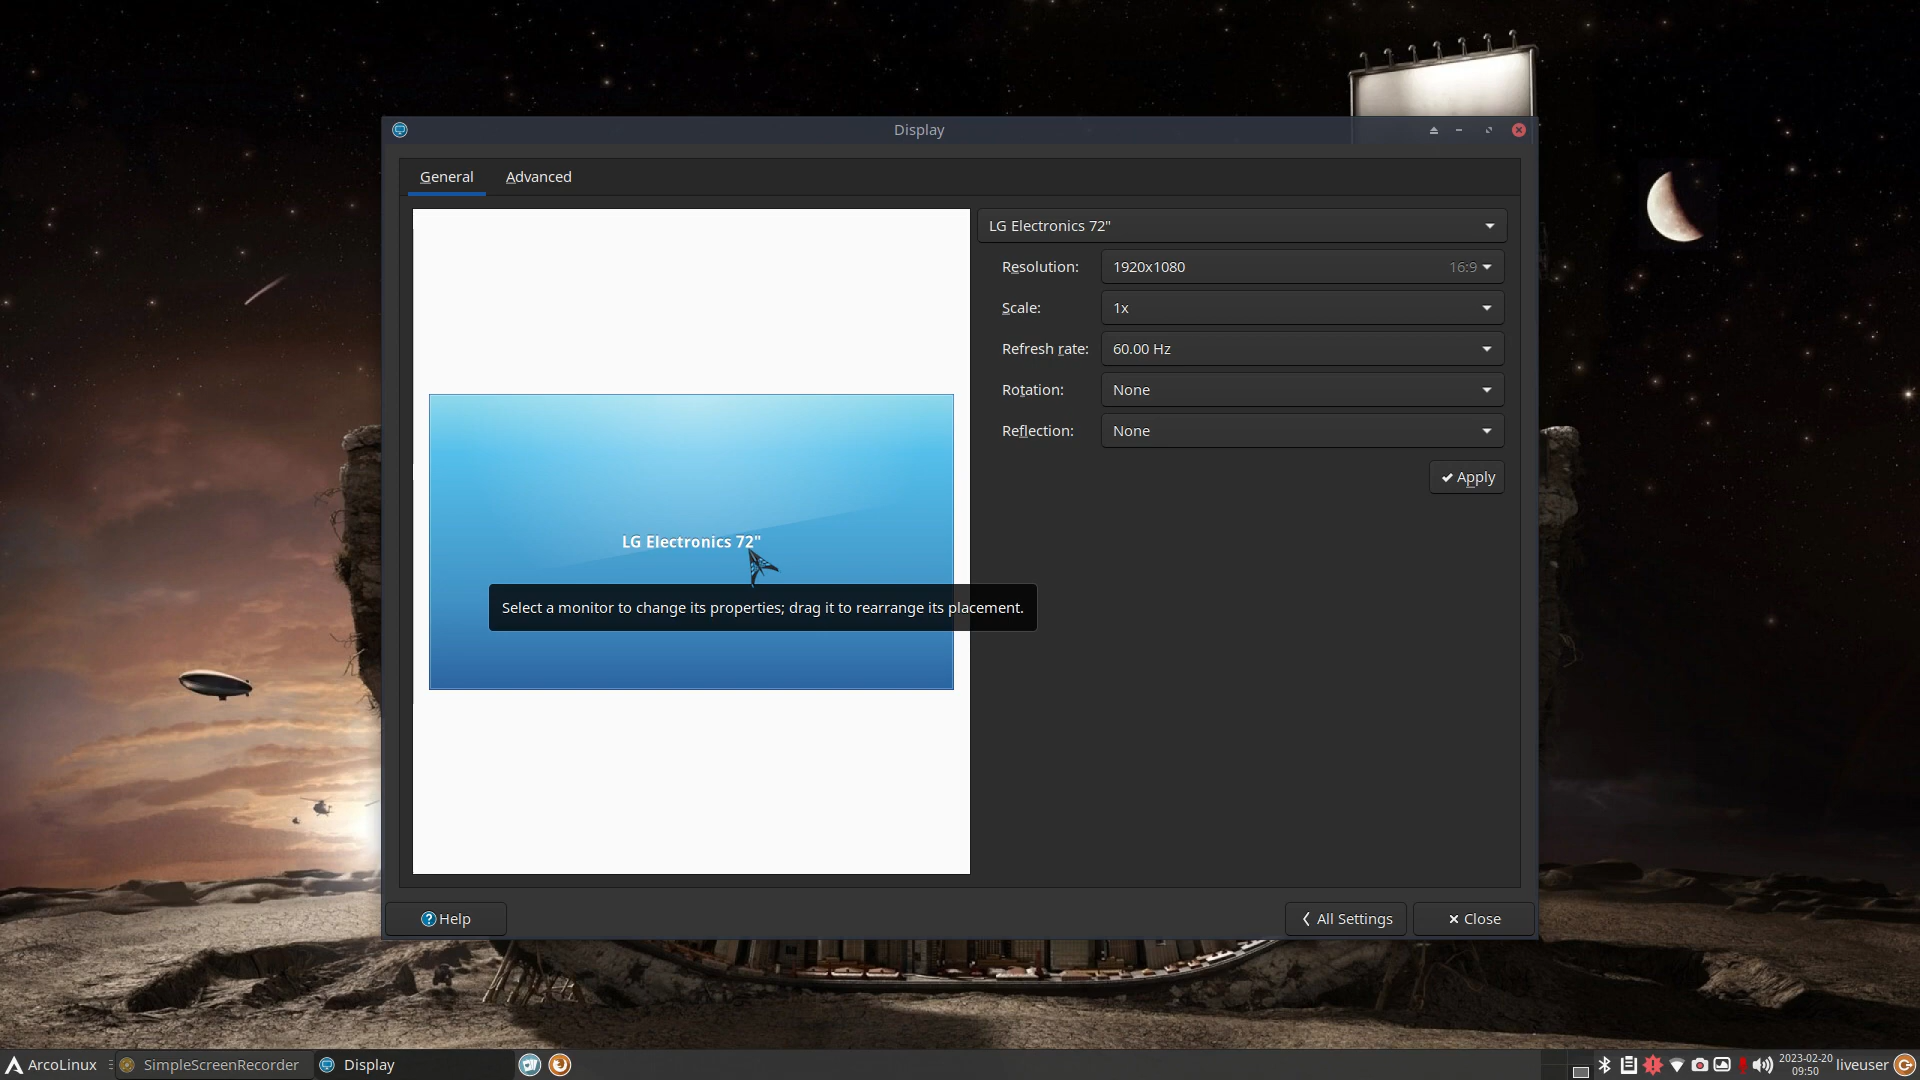 Display
General Advanced
LG Electronics 72"
Resolution: 1920x1080 16:9
Scale: 1x
Refresh rate: 60.00 Hz
Rotation: None
Reflection: None
Apply
LG Electronics 72"
Select a monitor to change its properties; drag it to rearrange its placement.
Help
All Settings
Close
ArcoLinux
SimpleScreenRecorder
Display
2023-02-20
09:50
liveuser